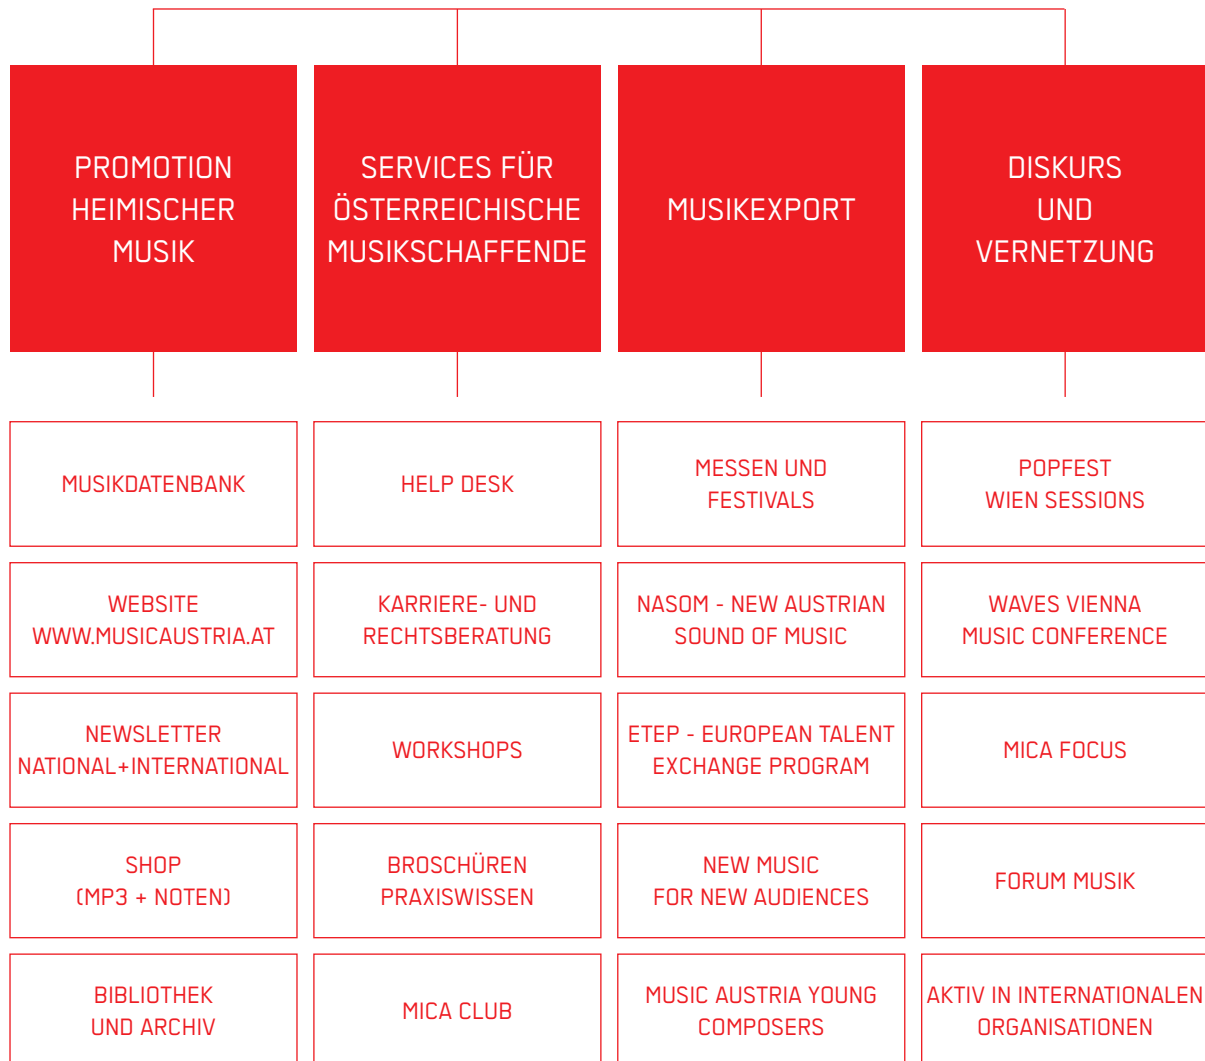 PROMOTION
HEIMISCHER
MUSIK
SERVICES FÜR
ÖSTERREICHISCHE
MUSIKSCHAFFENDE
MUSIKEXPORT
DISKURS
UND
VERNETZUNG
MUSIKDATENBANK
HELP DESK
MESSEN UND
FESTIVALS
POPFEST
WIEN SESSIONS
WEBSITE
WWW.MUSICAUSTRIA.AT
KARRIERE- UND
RECHTSBERATUNG
NASOM - NEW AUSTRIAN
SOUND OF MUSIC
WAVES VIENNA
MUSIC CONFERENCE
NEWSLETTER
NATIONAL+INTERNATIONAL
WORKSHOPS
ETEP - EUROPEAN TALENT
EXCHANGE PROGRAM
MICA FOCUS
SHOP
(MP3 + NOTEN)
BROSCHÜREN
PRAXISWISSEN
NEW MUSIC
FOR NEW AUDIENCES
FORUM MUSIK
BIBLIOTHEK
UND ARCHIV
MICA CLUB
MUSIC AUSTRIA YOUNG
COMPOSERS
AKTIV IN INTERNATIONALEN
ORGANISATIONEN